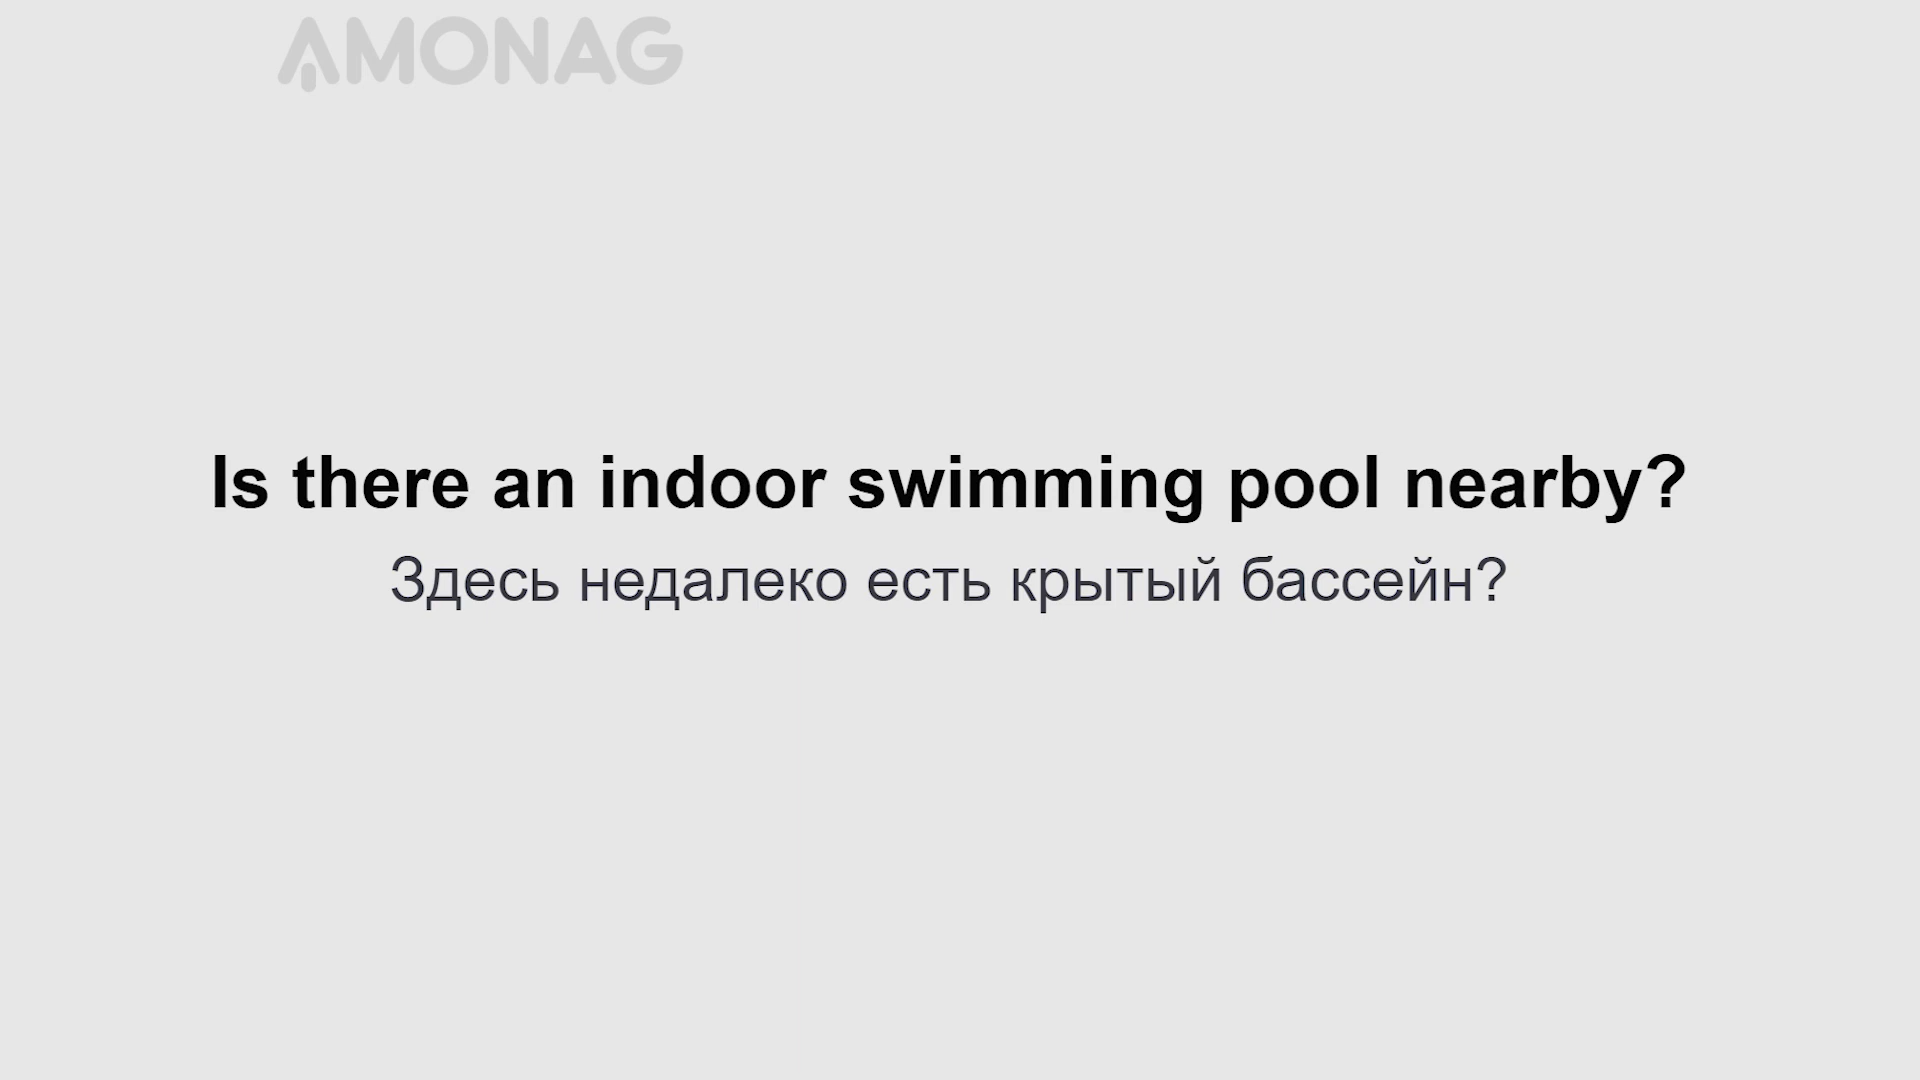 AMONAG
Is there an indoor swimming pool nearby?
Здесь недалеко есть крытый бассейн?